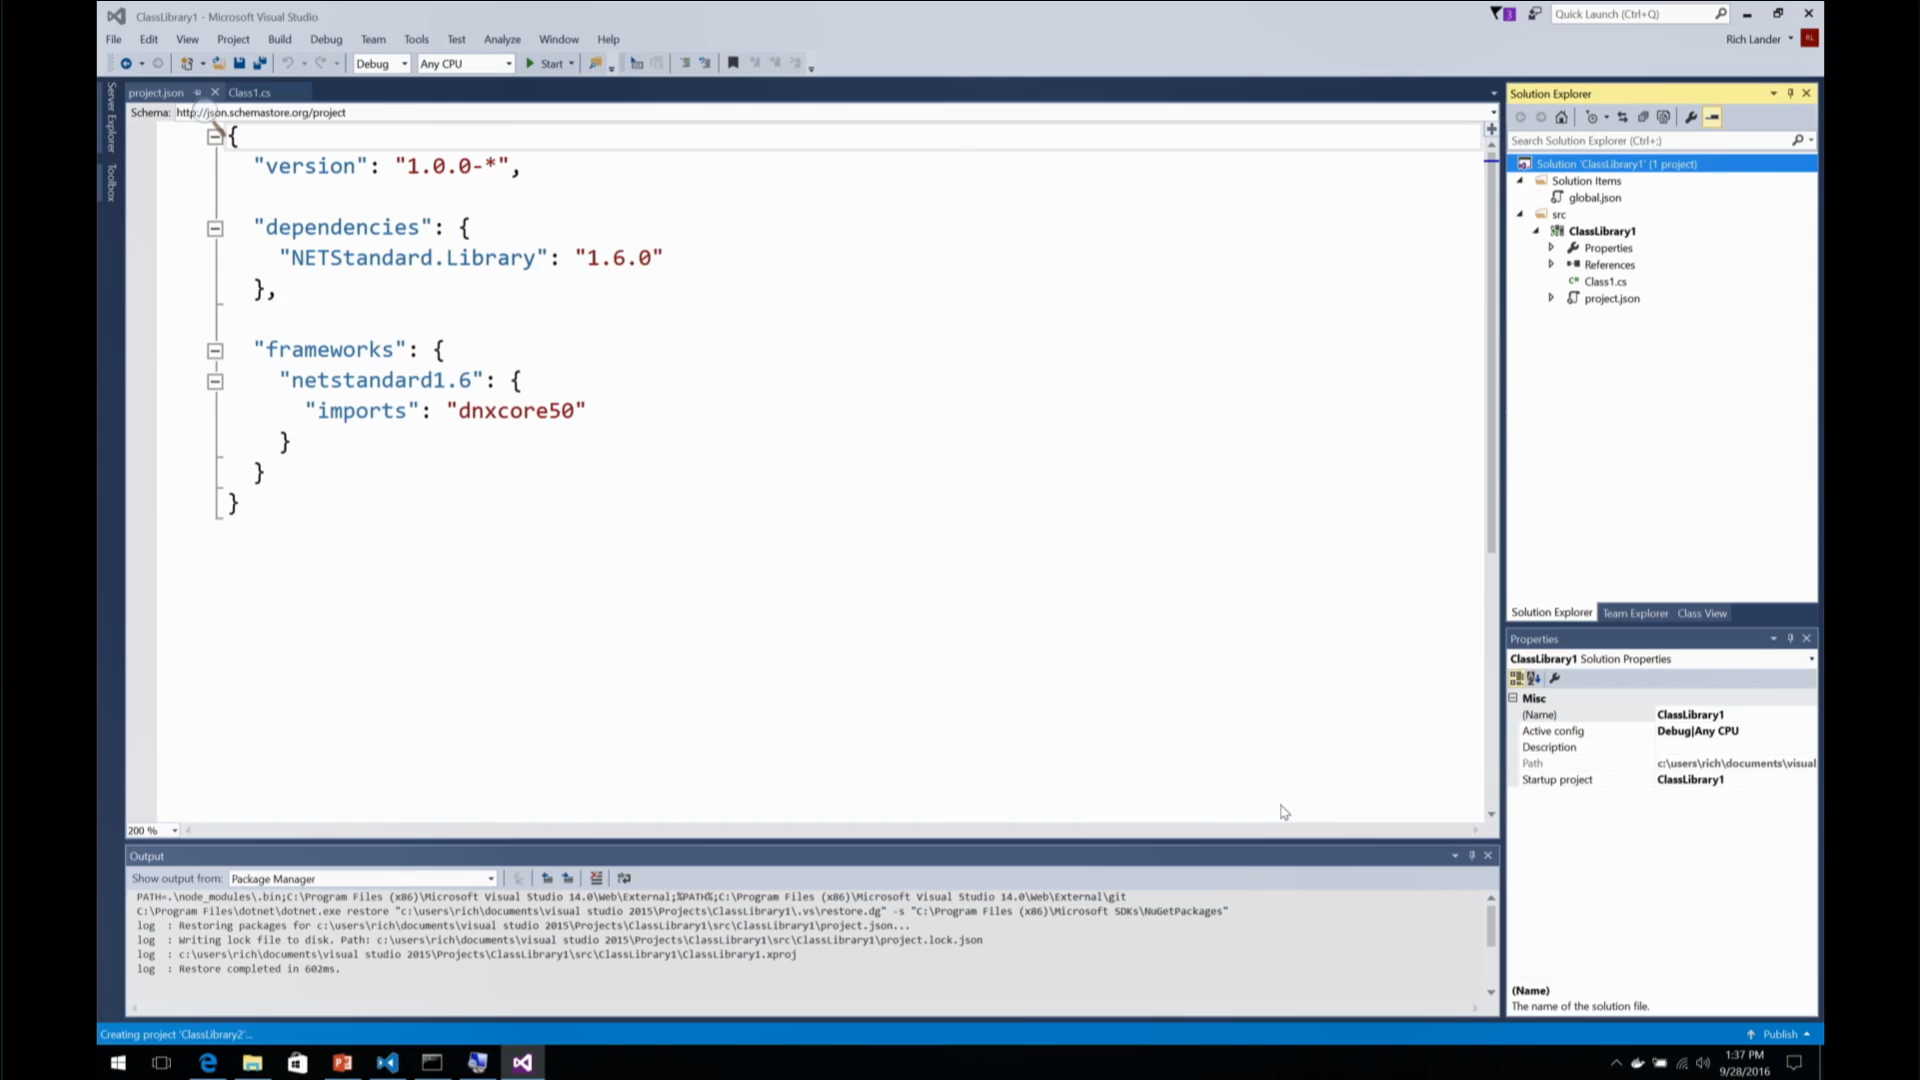 ClassLibrary1 - Microsoft Visual Studio
3
Quick Launch (Ctrl+Q)
File Edit View Project Build Debug Team Tools Test Analyze Window Help
Rich Lander RL
Debug Any CPU Start
Server Explorer
Toolbox
project.json Class1.cs
Schema: http://json.schemastore.org/project
{
"version": "1.0.0-*",
"dependencies": {
"NETStandard.Library": "1.6.0"
},
"frameworks": {
"netstandard1.6": {
"imports": "dnxcore50"
}
}
}
200 %
Solution Explorer
Search Solution Explorer (Ctrl+;)
Solution 'ClassLibrary1' (1 project)
Solution Items
global.json
src
ClassLibrary1
Properties
References
C# Class1.cs
project.json
Solution Explorer Team Explorer Class View
Properties
ClassLibrary1 Solution Properties
Misc
(Name) ClassLibrary1
Active config Debug|Any CPU
Description
Path c:\users\rich\documents\visual
Startup project ClassLibrary1
(Name)
The name of the solution file.
Output
Show output from: Package Manager
PATH=.\node_modules\.bin;C:\Program Files (x86)\Microsoft Visual Studio 14.0\Web\External;%PATH%;C:\Program Files (x86)\Microsoft Visual Studio 14.0\Web\External\git
C:\Program Files\dotnet\dotnet.exe restore "c:\users\rich\documents\visual studio 2015\Projects\ClassLibrary1\.vs\restore.dg" -s "C:\Program Files (x86)\Microsoft SDKs\NuGetPackages"
log : Restoring packages for c:\users\rich\documents\visual studio 2015\Projects\ClassLibrary1\src\ClassLibrary1\project.json...
log : Writing lock file to disk. Path: c:\users\rich\documents\visual studio 2015\Projects\ClassLibrary1\src\ClassLibrary1\project.lock.json
log : c:\users\rich\documents\visual studio 2015\Projects\ClassLibrary1\src\ClassLibrary1\ClassLibrary1.xproj
log : Restore completed in 602ms.
Creating project 'ClassLibrary2'...
Publish
1:37 PM
9/28/2016